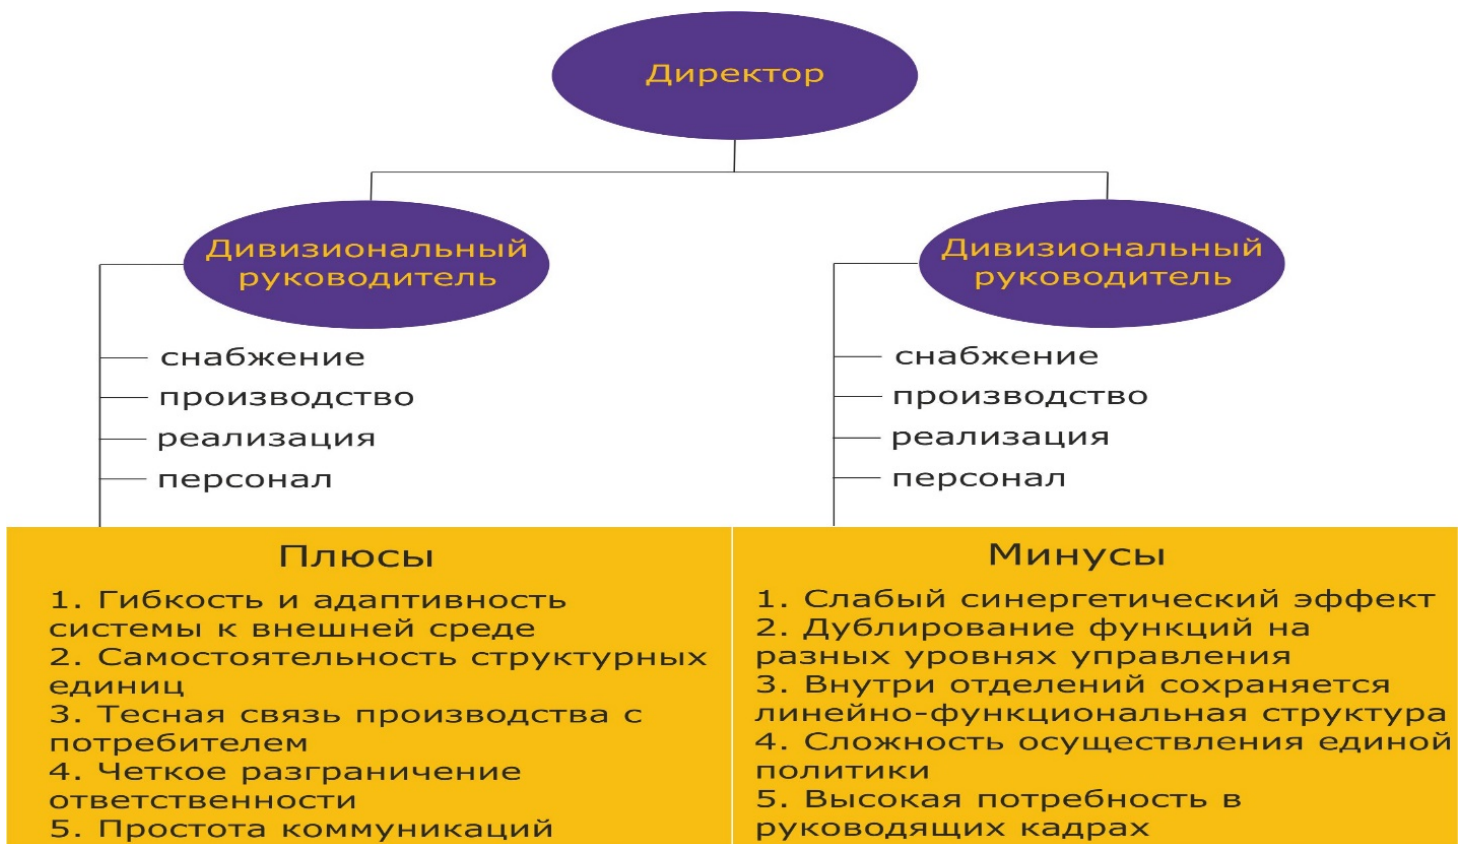 Директор
Дивизиональный
руководитель
снабжение
производство
реализация
персонал
Дивизиональный
руководитель
снабжение
производство
реализация
персонал
Плюсы
1. Гибкость и адаптивность
системы к внешней среде
2. Самостоятельность структурных
единиц
3. Тесная связь производства с
потребителем
4. Четкое разграничение
ответственности
5. Простота коммуникаций
Минусы
1. Слабый синергетический эффект
2. Дублирование функций на
разных уровнях управления
3. Внутри отделений сохраняется
линейно-функциональная структура
4. Сложность осуществления единой
политики
5. Высокая потребность в
руководящих кадрах